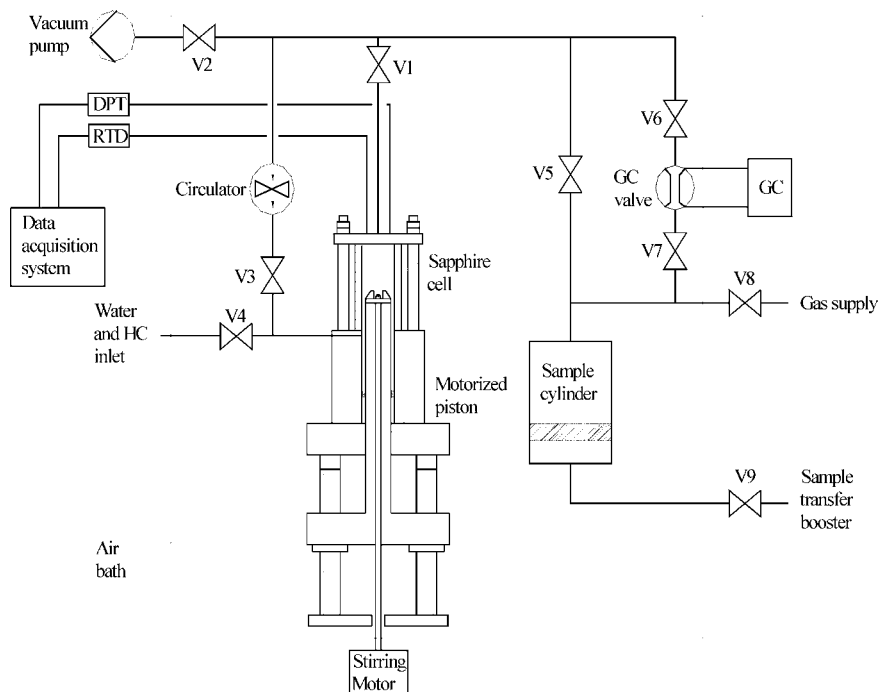 Vacuum
pump
V2
V1
DPT
RTD
V6
V5
GC
valve
GC
Circulator
Data
acquisition
system
V3
Sapphire
cell
V7
V8
Gas supply
Water
and HC
inlet
V4
Motorized
piston
Sample
cylinder
V9
Sample
transfer
booster
Air
bath
Stirring
Motor